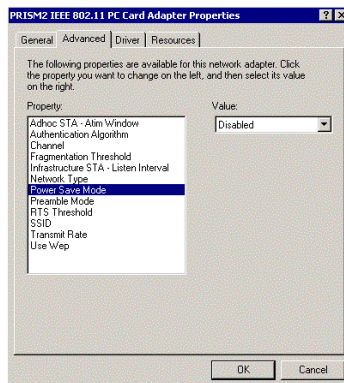 PRISM2 IEEE 802.11 PC Card Adapter Properties
General Advanced Driver Resources
The following properties are available for this network adapter. Click
the property you want to change on the left, and then select its value
on the right.
Property: Value:
Adhoc STA - Atim Window Disabled
Authentication Algorithm
Channel
Fragmentation Threshold
Infrastructure STA - Listen Interval
Network Type
Power Save Mode
Preamble Mode
RTS Threshold
SSID
Transmit Rate
Use Wep
OK Cancel